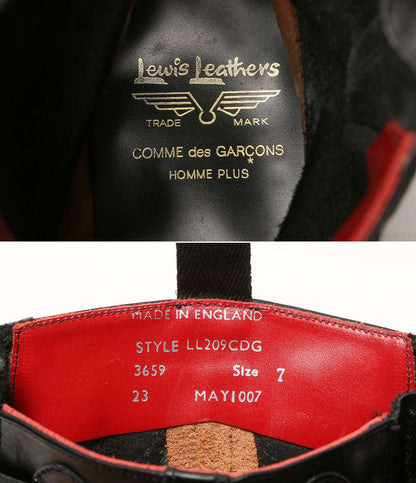 Lewis Leathers
TRADE MARK
COMME des GARÇONS
HOMME PLUS
MADE IN ENGLAND
STYLE LL209CDG
3659 Size 7
23 MAY1007